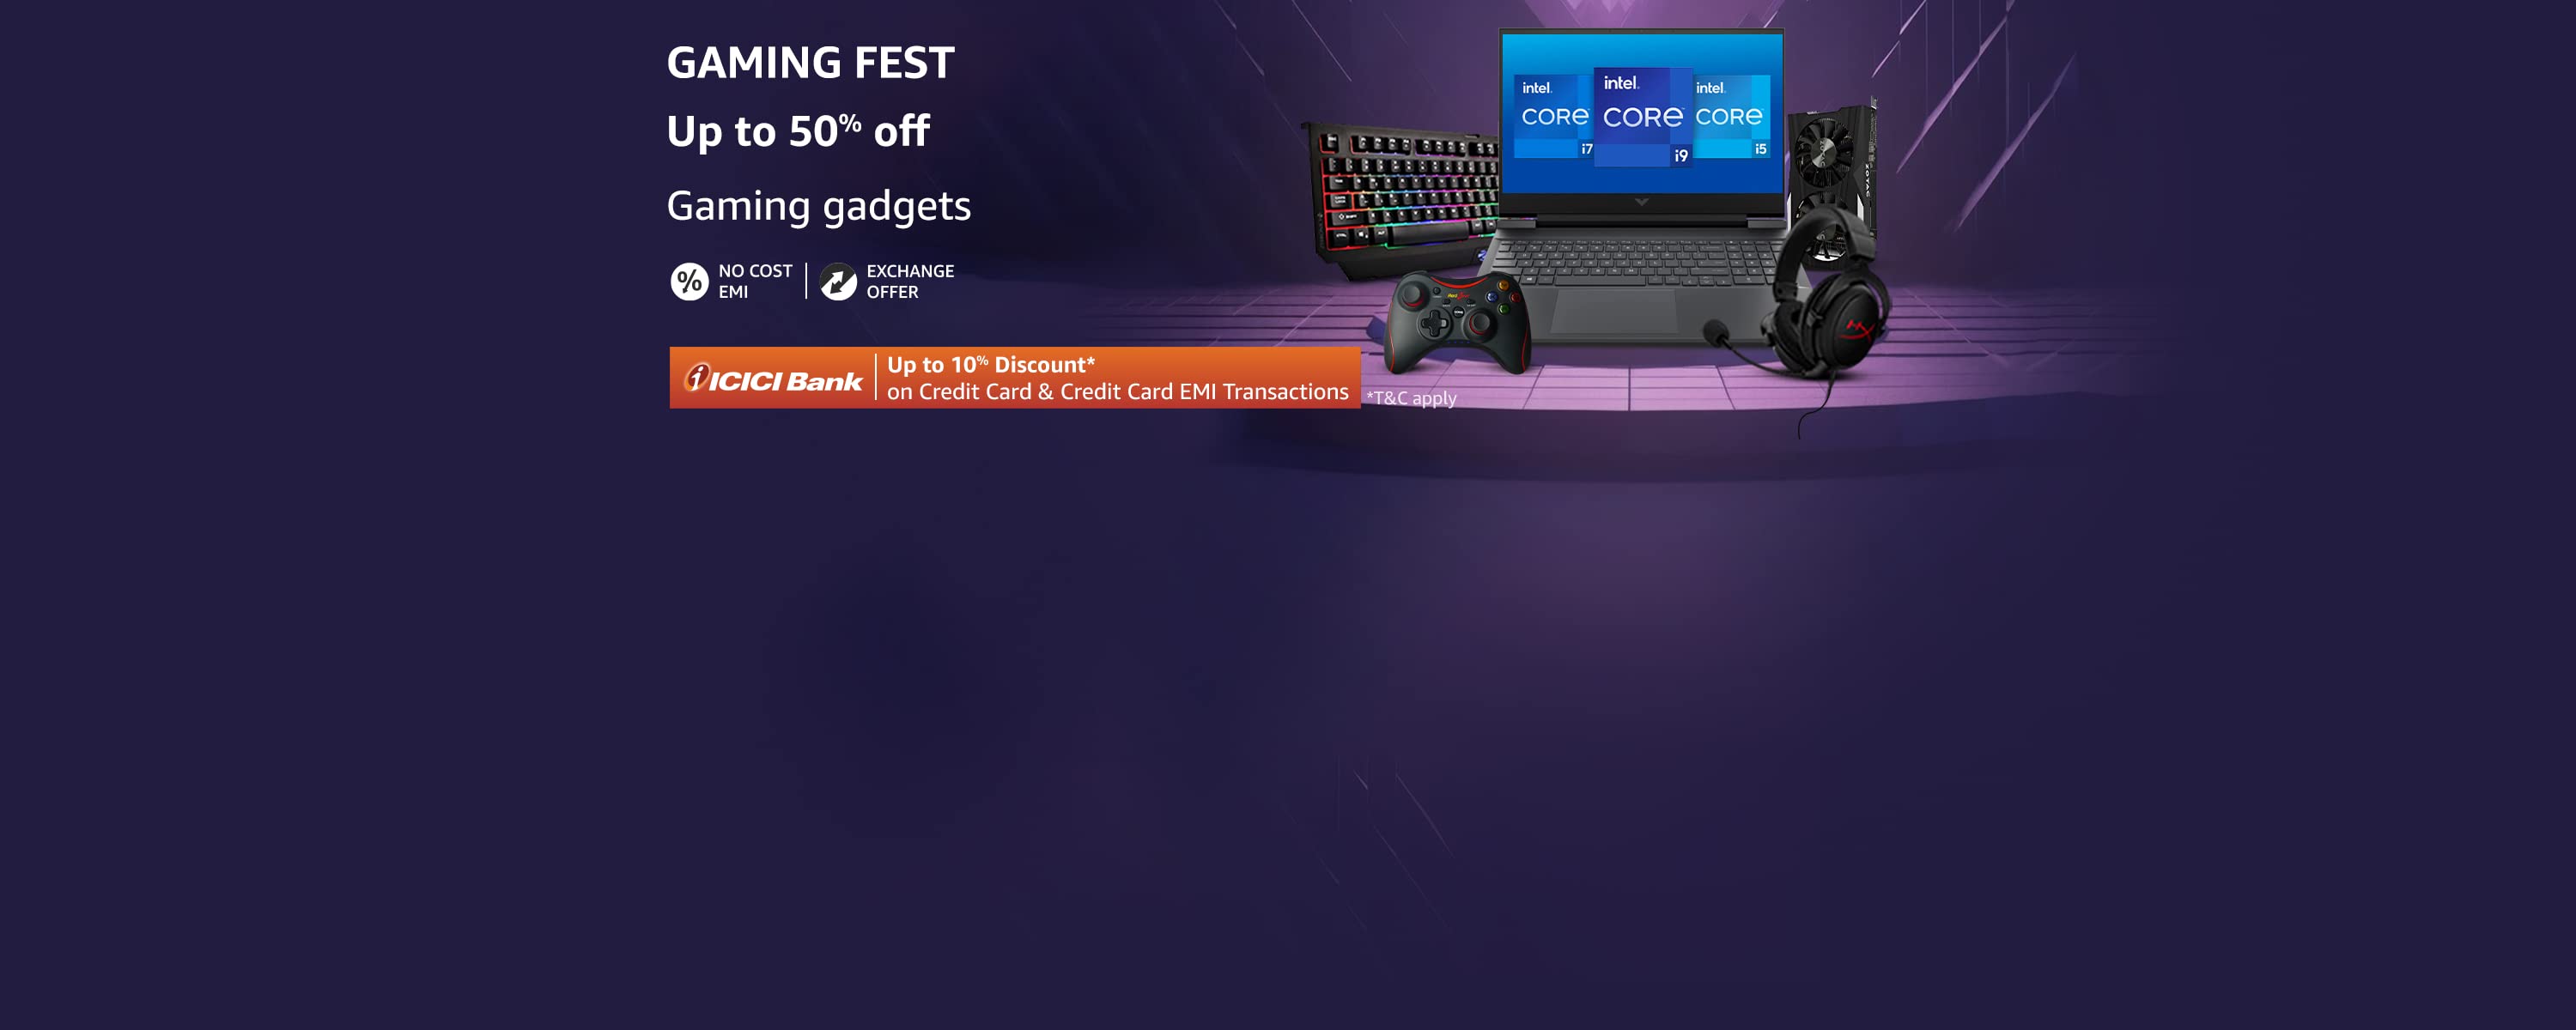 GAMING FEST
Up to 50% off
Gaming gadgets
NO COST
EMI
EXCHANGE
OFFER
ICICI Bank
Up to 10% Discount*
on Credit Card & Credit Card EMI Transactions
*T&C apply
intel.
CORE
i7
intel.
CORE
i9
intel.
CORE
i5
ZOTAC